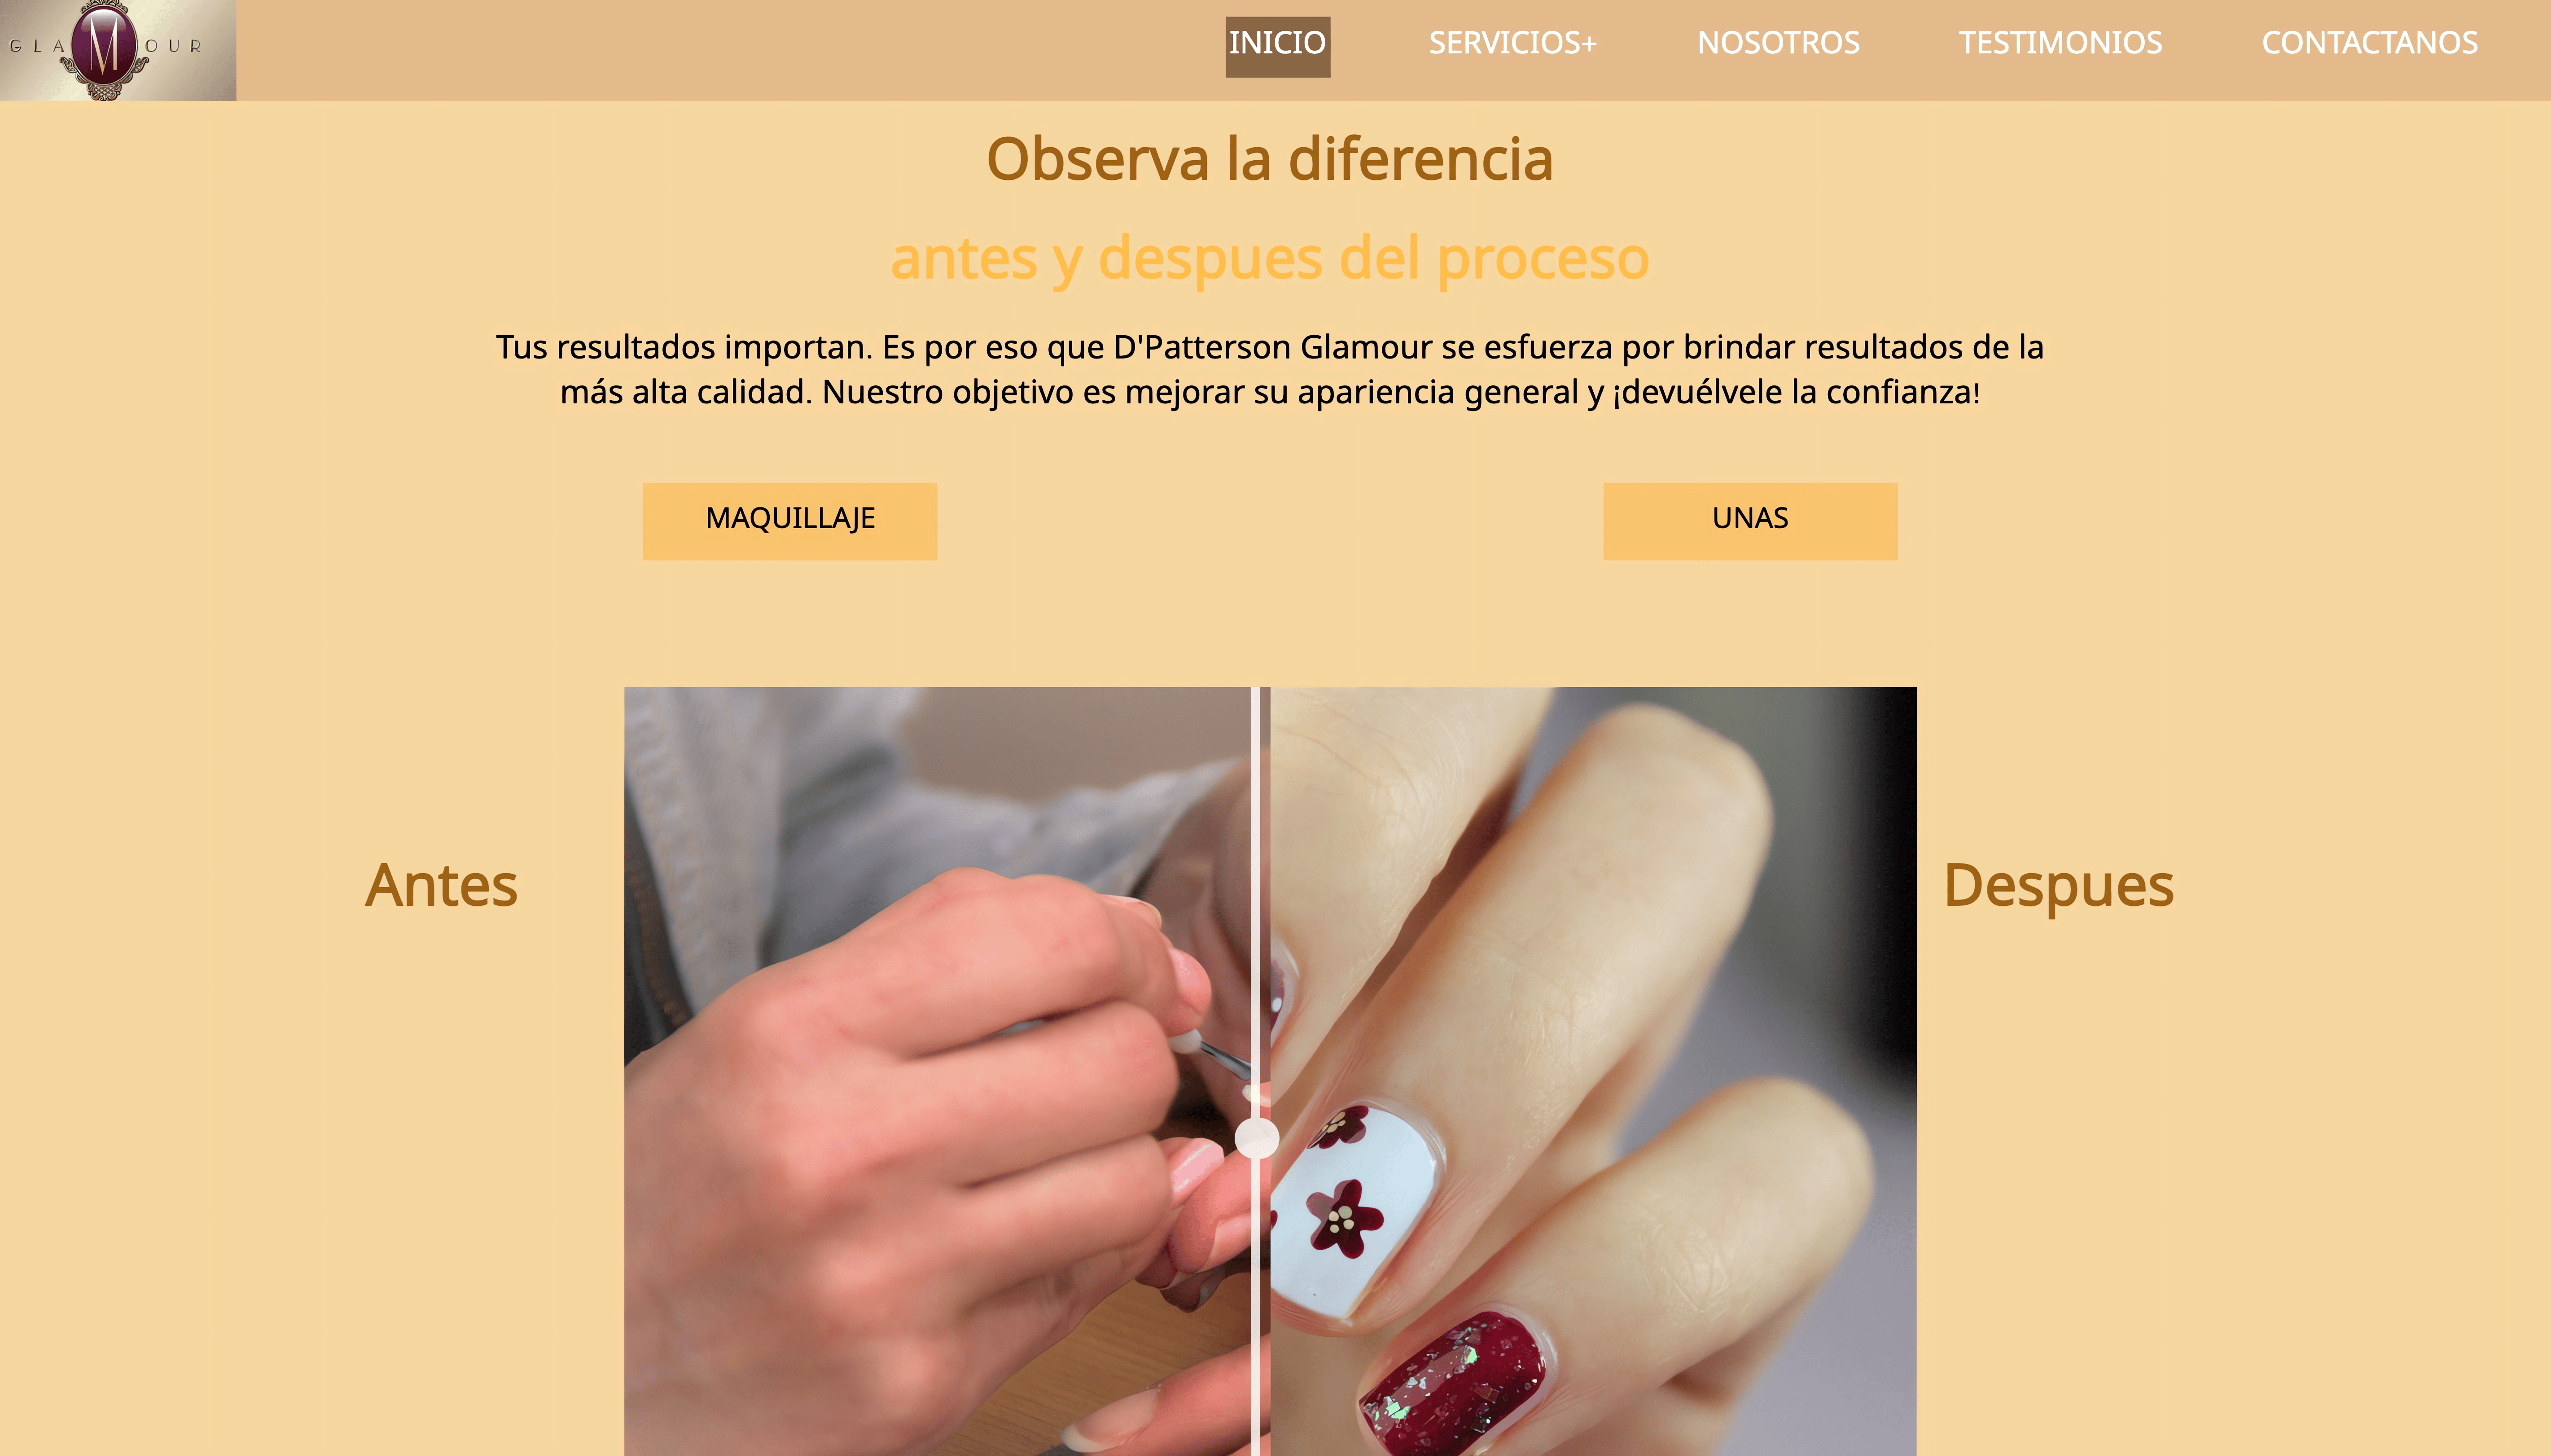 GLAMOUR
INICIO
SERVICIOS+
NOSOTROS
TESTIMONIOS
CONTACTANOS
Observa la diferencia
antes y despues del proceso
Tus resultados importan. Es por eso que D'Patterson Glamour se esfuerza por brindar resultados de la
más alta calidad. Nuestro objetivo es mejorar su apariencia general y ¡devuélvele la confianza!
MAQUILLAJE
UNAS
Antes
Despues